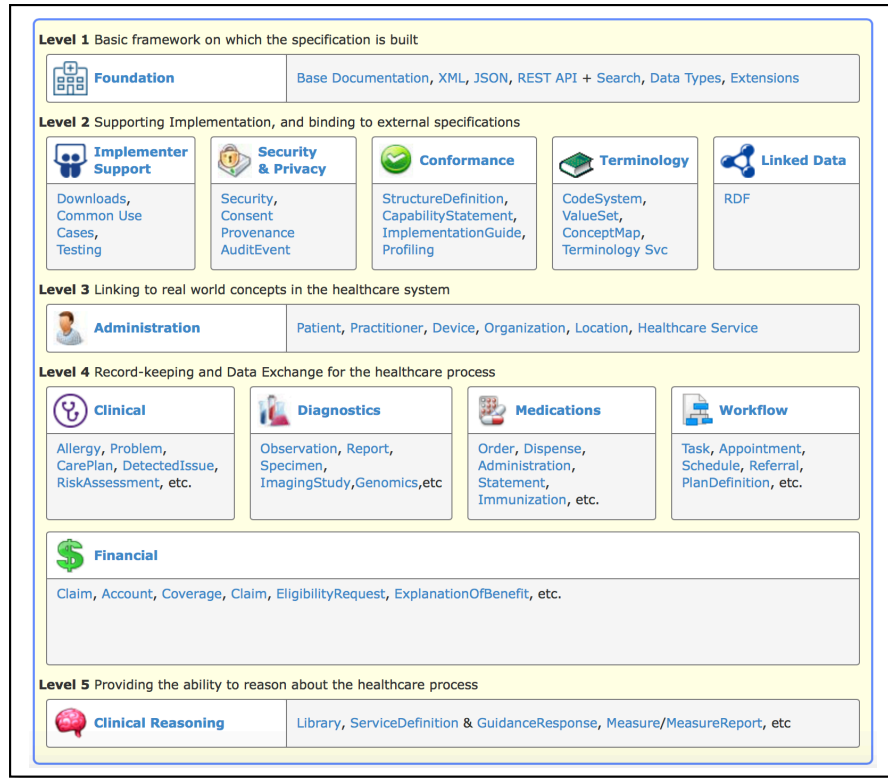 Level 1 Basic framework on which the specification is built
Foundation
Base Documentation, XML, JSON, REST API + Search, Data Types, Extensions
Level 2 Supporting Implementation, and binding to external specifications
Implementer
Support
Downloads,
Common Use
Cases,
Testing
Security
& Privacy
Security,
Consent
Provenance
AuditEvent
Conformance
StructureDefinition,
CapabilityStatement,
ImplementationGuide,
Profiling
Terminology
CodeSystem,
ValueSet,
ConceptMap,
Terminology Svc
Linked Data
RDF
Level 3 Linking to real world concepts in the healthcare system
Administration
Patient, Practitioner, Device, Organization, Location, Healthcare Service
Level 4 Record-keeping and Data Exchange for the healthcare process
Clinical
Allergy, Problem,
CarePlan, DetectedIssue,
RiskAssessment, etc.
Diagnostics
Observation, Report,
Specimen,
ImagingStudy,Genomics,etc
Medications
Order, Dispense,
Administration,
Statement,
Immunization, etc.
Workflow
Task, Appointment,
Schedule, Referral,
PlanDefinition, etc.
Financial
Claim, Account, Coverage, Claim, EligibilityRequest, ExplanationOfBenefit, etc.
Level 5 Providing the ability to reason about the healthcare process
Clinical Reasoning
Library, ServiceDefinition & GuidanceResponse, Measure/MeasureReport, etc